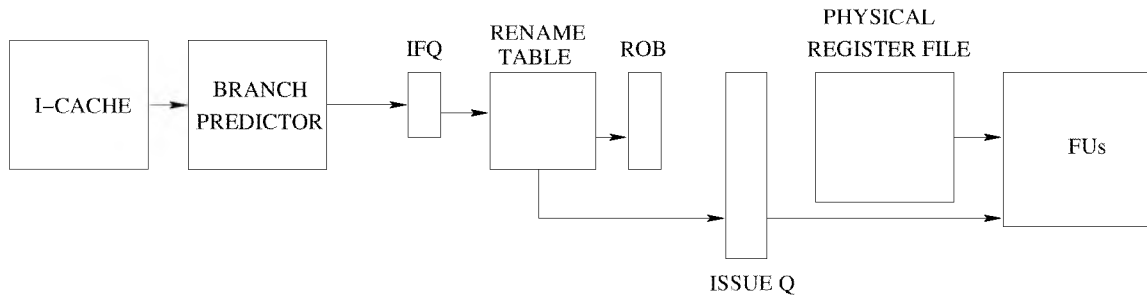 I–CACHE
BRANCH
PREDICTOR
IFQ
RENAME
TABLE
ROB
ISSUE Q
PHYSICAL
REGISTER FILE
FUs